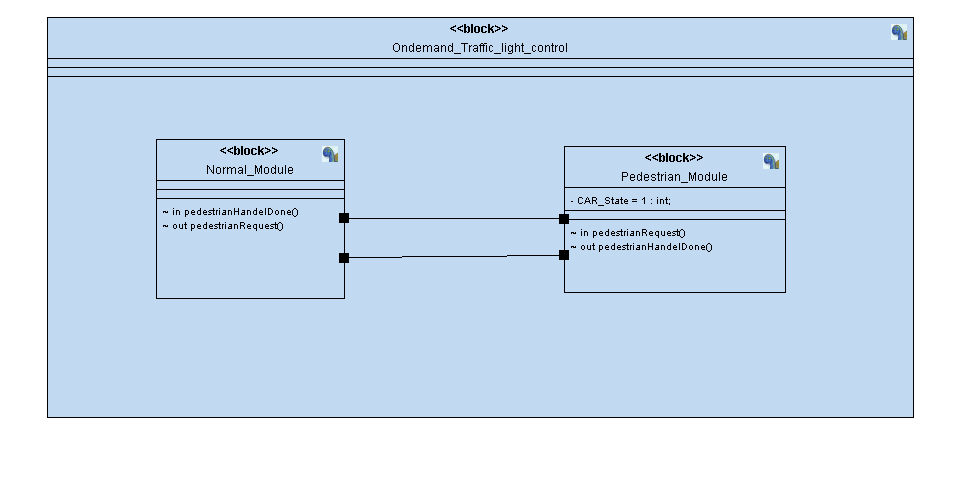 <<block>>
Ondemand_Traffic_light_control
<<block>>
Normal_Module
~ in pedestrianHandelDone()
~ out pedestrianRequest()
<<block>>
Pedestrian_Module
- CAR_State = 1 : int;
~ in pedestrianRequest()
~ out pedestrianHandelDone()